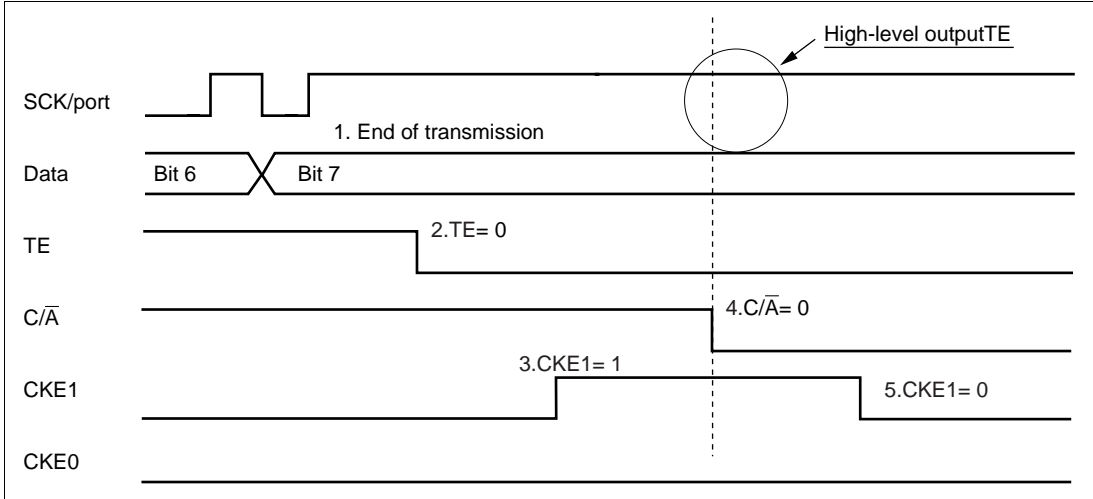 High-level outputTE
SCK/port
1. End of transmission
Data
Bit 6
Bit 7
TE
2.TE= 0
C/A̅
4.C/A̅= 0
3.CKE1= 1
CKE1
5.CKE1= 0
CKE0